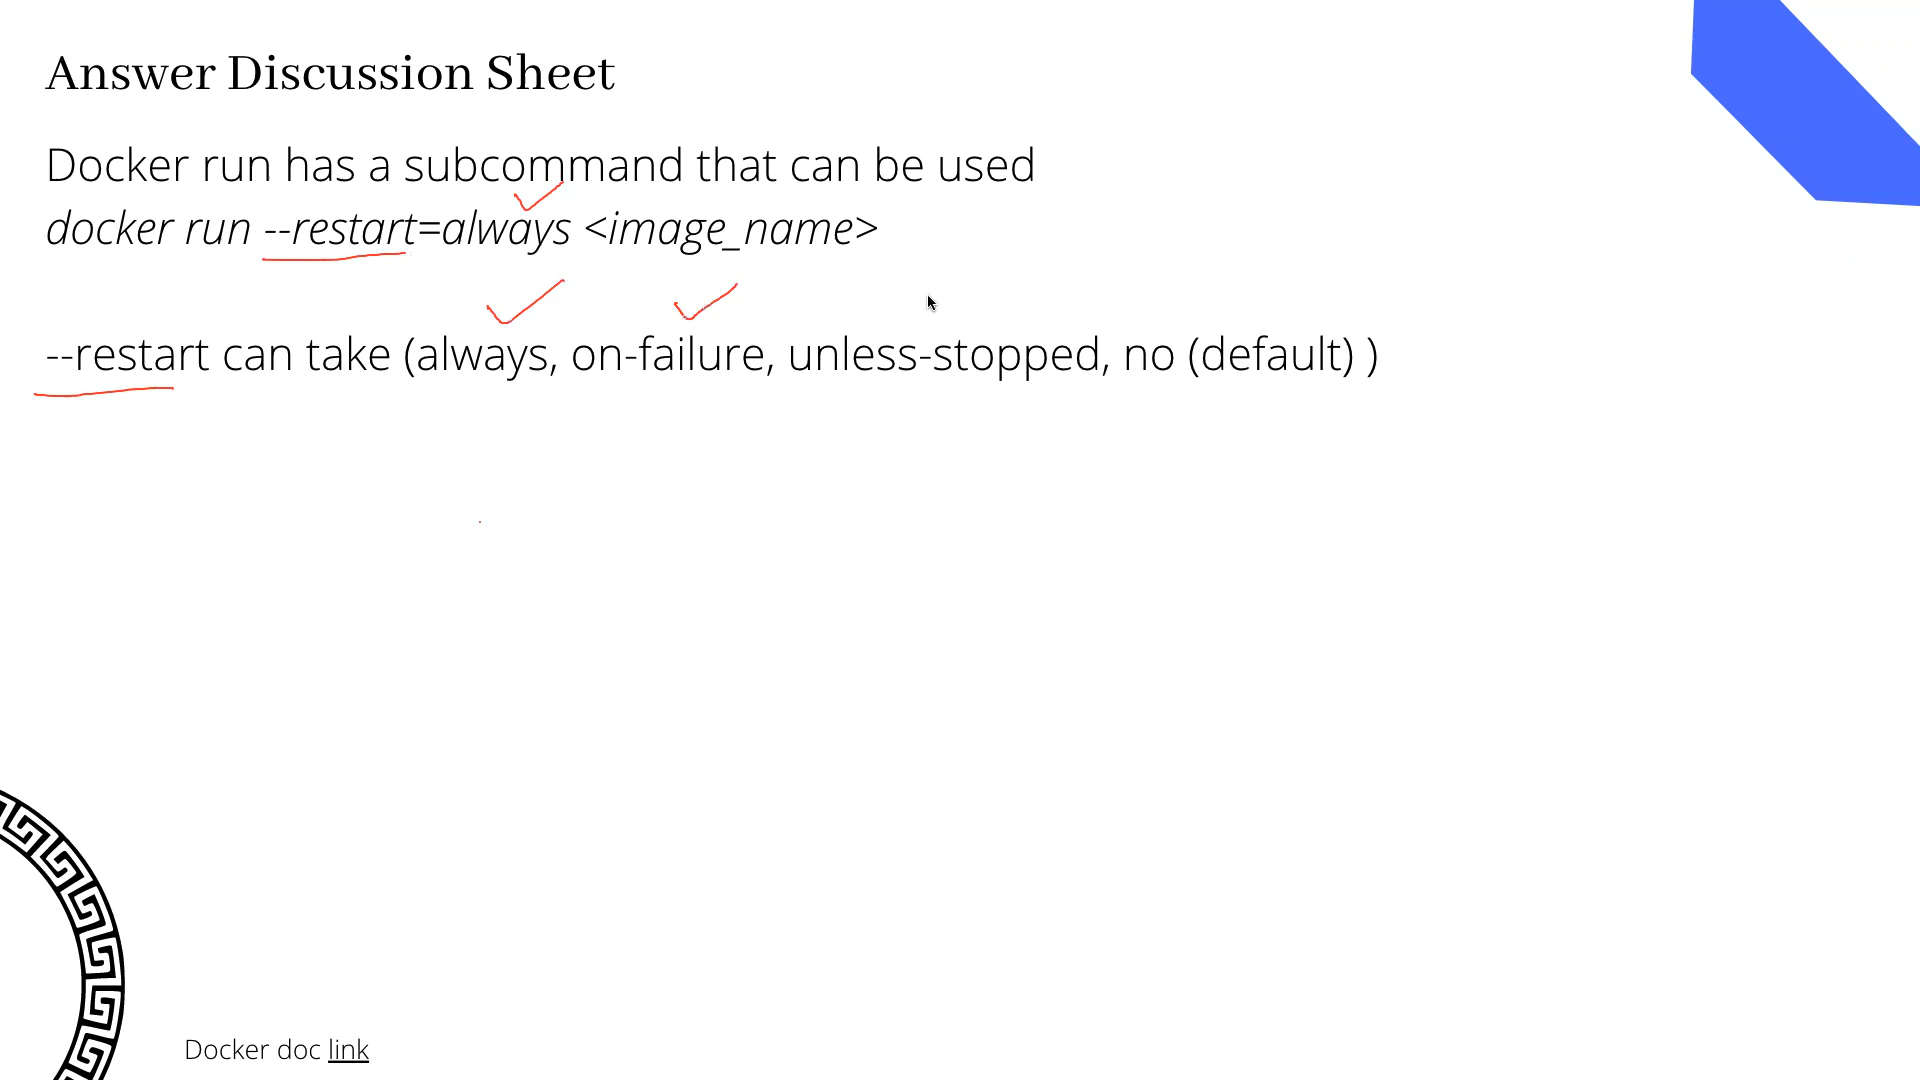 Answer Discussion Sheet
Docker run has a subcommand that can be used
docker run --restart=always <image_name>
--restart can take (always, on-failure, unless-stopped, no (default) )
Docker doc link